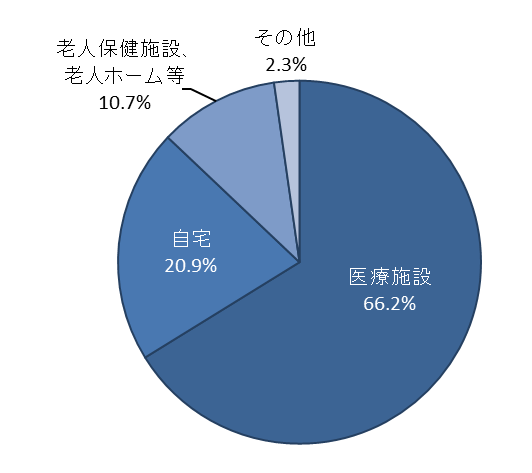 その他
2.3%
老人保健施設、
老人ホーム等
10.7%
自宅
20.9%
医療施設
66.2%